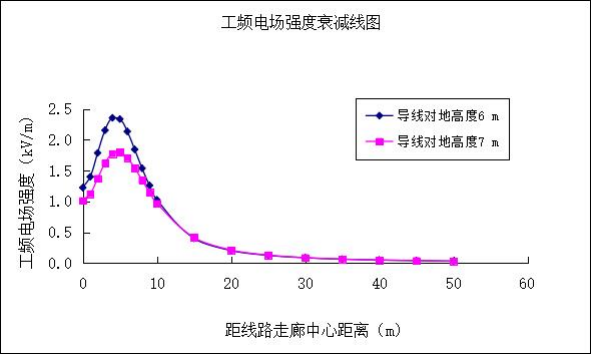 工频电场强度衰减线图
导线对地高度6 m
导线对地高度7 m
工频电场强度（kV/m）
2.5
2.0
1.5
1.0
0.5
0.0
0 10 20 30 40 50 60
距线路走廊中心距离（m）